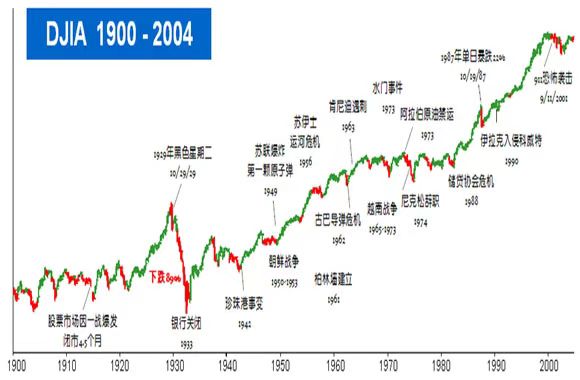 DJIA 1900 - 2004
1987年单日暴跌22%
10/19/87
911恐怖袭击
9/11/2001
水门事件
1973
肯尼迪遇刺
1963
阿拉伯原油禁运
1973
苏伊士
运河危机
1956
伊拉克入侵科威特
1990
苏联爆炸
第一颗原子弹
1949
1929年黑色星期二
10/29/29
储贷协会危机
1988
尼克松辞职
1974
越南战争
1965-1973
古巴导弹危机
1962
朝鲜战争
1950-1953
柏林墙建立
1961
下跌89%
珍珠港事变
1942
股票市场因一战爆发
闭市4.5个月
银行关闭
1933
1900 1910 1920 1930 1940 1950 1960 1965 1970 1975 1980 1985 1990 1995 2000 2005